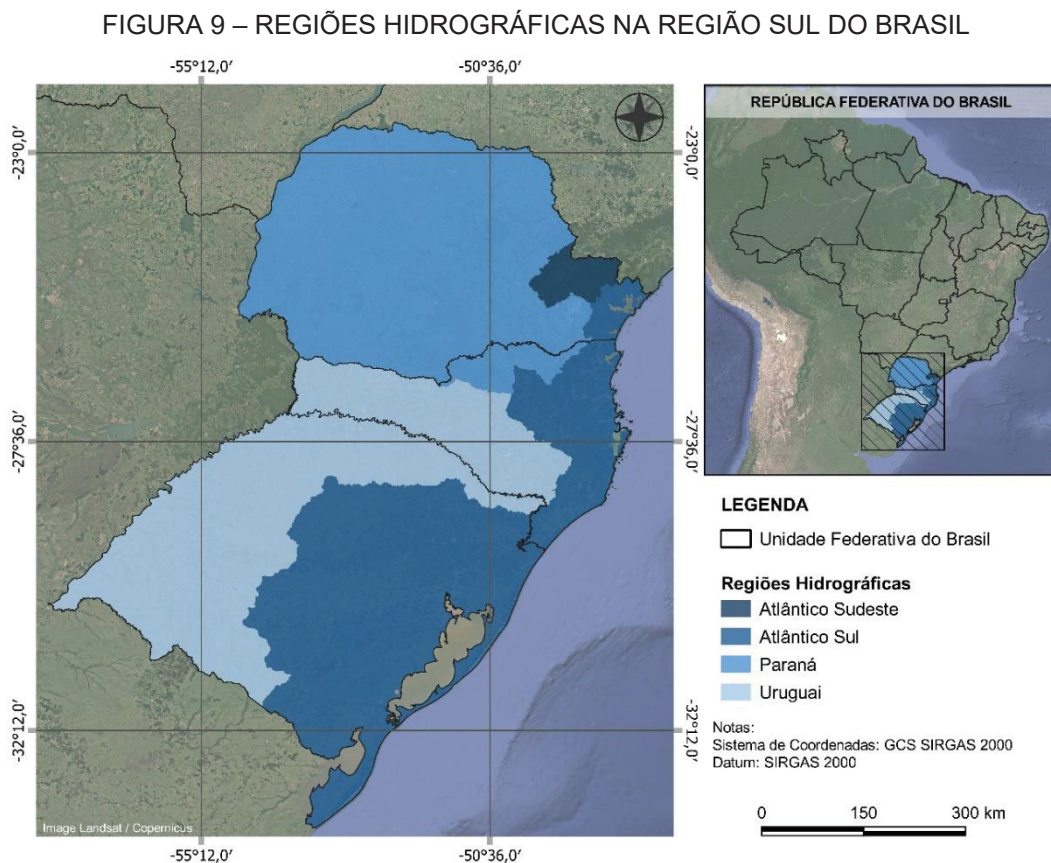 FIGURA 9 – REGIÕES HIDROGRÁFICAS NA REGIÃO SUL DO BRASIL
-55°12,0' -50°36,0'
-23°0,0' -23°0,0'
-27°36,0' -27°36,0'
-32°12,0' -32°12,0'
Image Landsat / Copernicus
-55°12,0' -50°36,0'
REPÚBLICA FEDERATIVA DO BRASIL
LEGENDA
Unidade Federativa do Brasil
Regiões Hidrográficas
Atlântico Sudeste
Atlântico Sul
Paraná
Uruguai
Notas:
Sistema de Coordenadas: GCS SIRGAS 2000
Datum: SIRGAS 2000
0 150 300 km